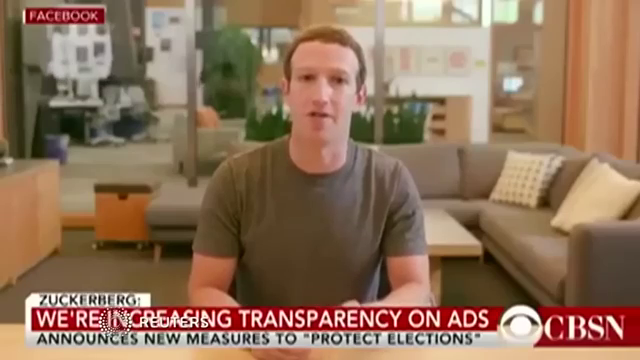 FACEBOOK
ZUCKERBERG:
WE'RE INCREASING TRANSPARENCY ON ADS
REUTERS
ANNOUNCES NEW MEASURES TO "PROTECT ELECTIONS"
CBSN